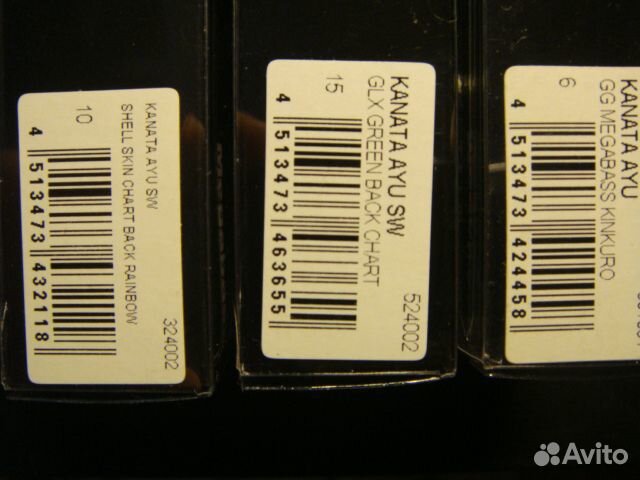 KANATA AYU SW
SHELL SKIN CHART BACK RAINBOW
10
4 513473 432118
324002
KANATA AYU SW
GLX GREEN BACK CHART
15
4 513473 463655
524002
KANATA AYU
GG MEGABASS KINKURO
6
4 513473 424458
Avito